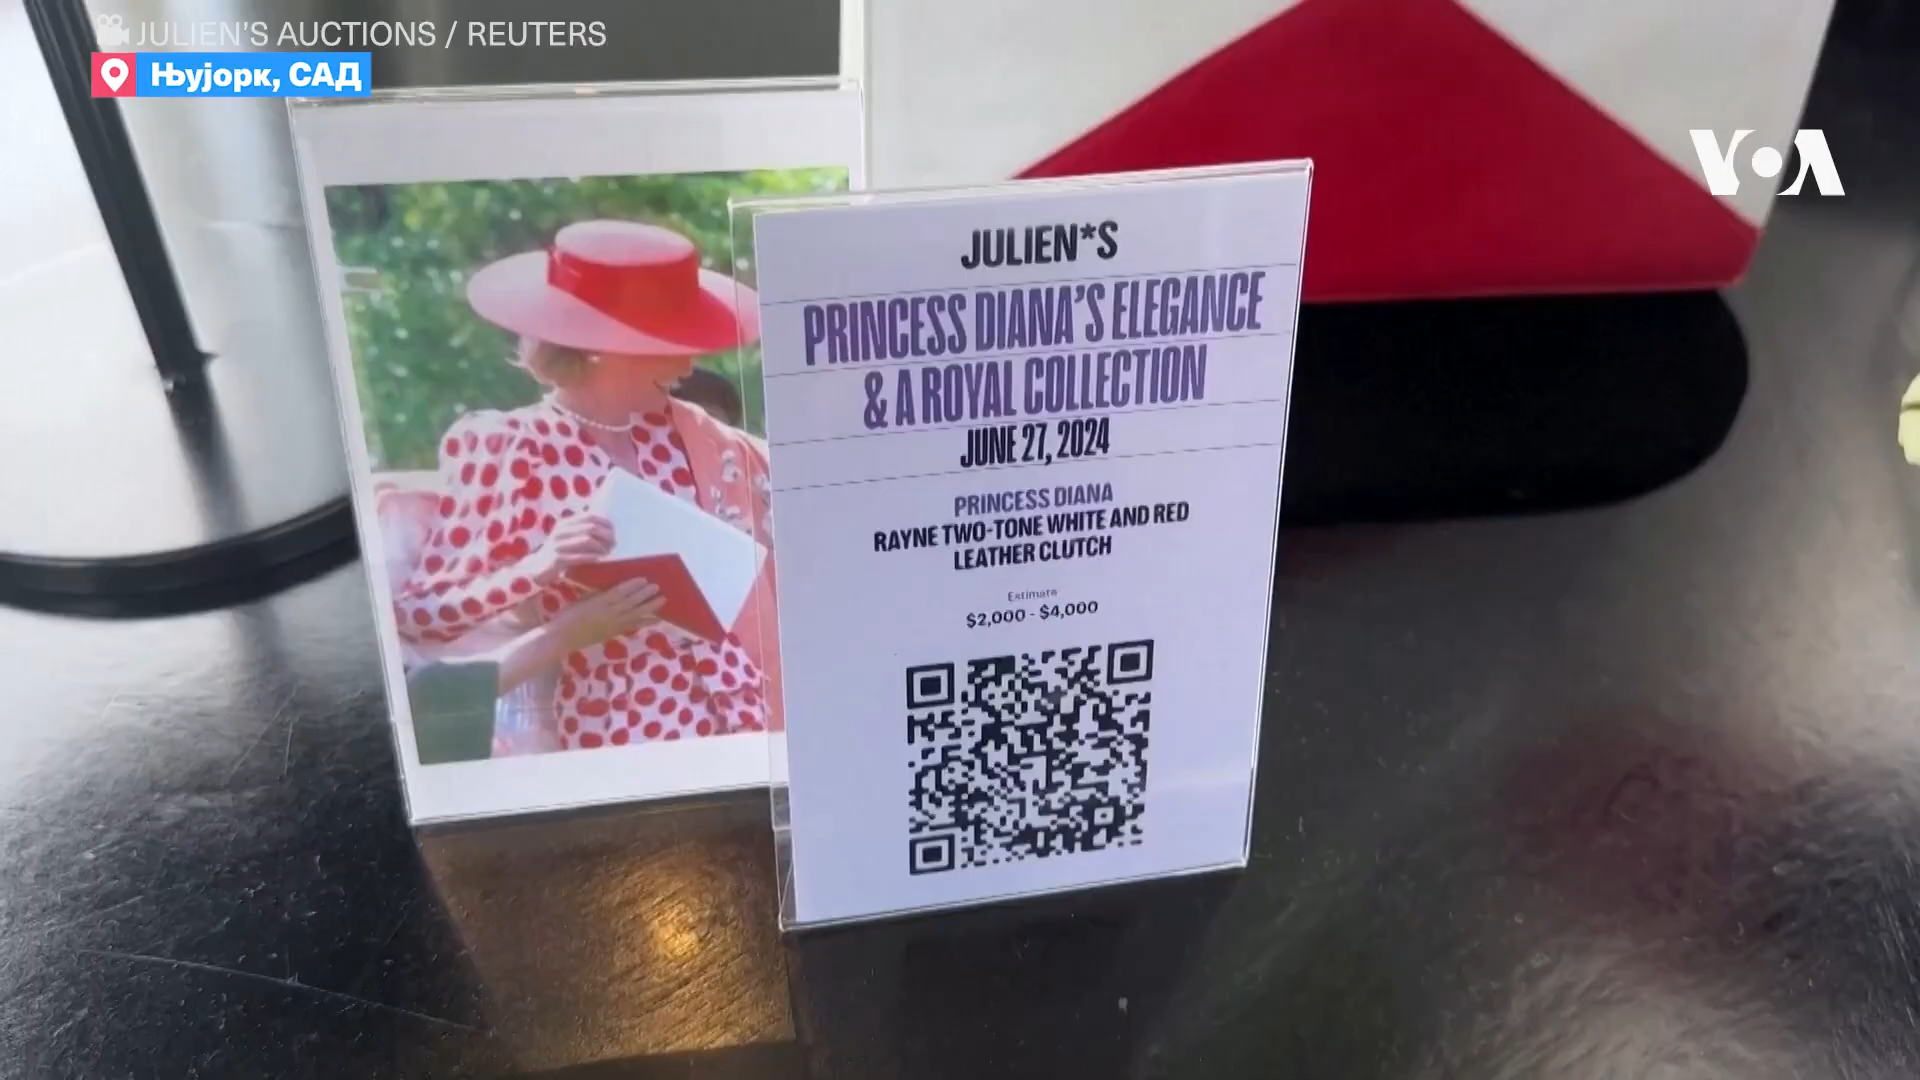 JULIEN'S AUCTIONS / REUTERS
Њујорк, САД
VOA
JULIEN*S
PRINCESS DIANA'S ELEGANCE
& A ROYAL COLLECTION
JUNE 27, 2024
PRINCESS DIANA
RAYNE TWO-TONE WHITE AND RED
LEATHER CLUTCH
Estimate
$2,000 - $4,000